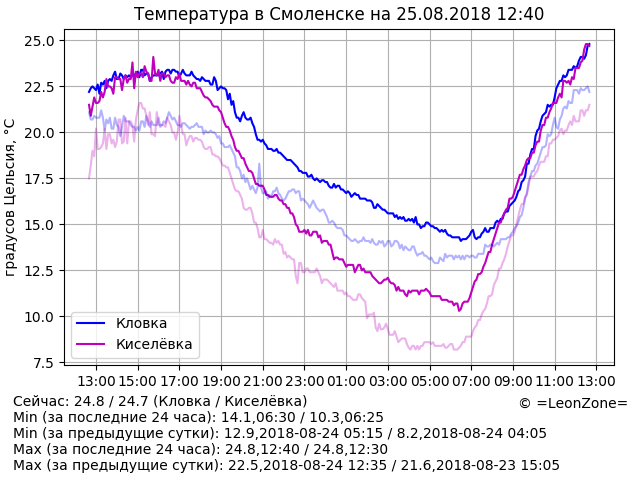 Температура в Смоленске на 25.08.2018 12:40
градусов Цельсия, °C
25.0
22.5
20.0
17.5
15.0
12.5
10.0
7.5
Кловка
Киселёвка
13:00 15:00 17:00 19:00 21:00 23:00 01:00 03:00 05:00 07:00 09:00 11:00 13:00
© =LeonZone=
Сейчас: 24.8 / 24.7 (Кловка / Киселёвка)
Min (за последние 24 часа): 14.1,06:30 / 10.3,06:25
Min (за предыдущие сутки): 12.9,2018-08-24 05:15 / 8.2,2018-08-24 04:05
Max (за последние 24 часа): 24.8,12:40 / 24.8,12:30
Max (за предыдущие сутки): 22.5,2018-08-24 12:35 / 21.6,2018-08-23 15:05